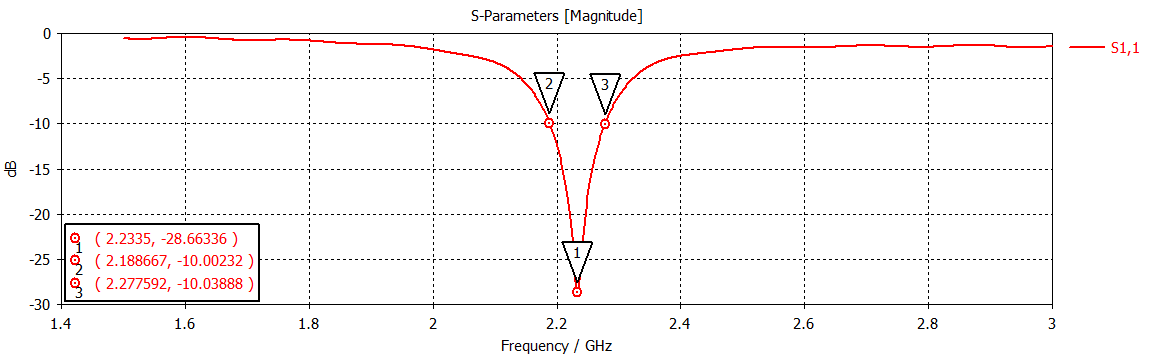 S-Parameters [Magnitude]
0
-5
-10
-15
-20
-25
-30
dB
2
3
1
S1,1
1 ( 2.2335, -28.66336 )
2 ( 2.188667, -10.00232 )
3 ( 2.277592, -10.03888 )
1.4 1.6 1.8 2 2.2 2.4 2.6 2.8 3
Frequency / GHz